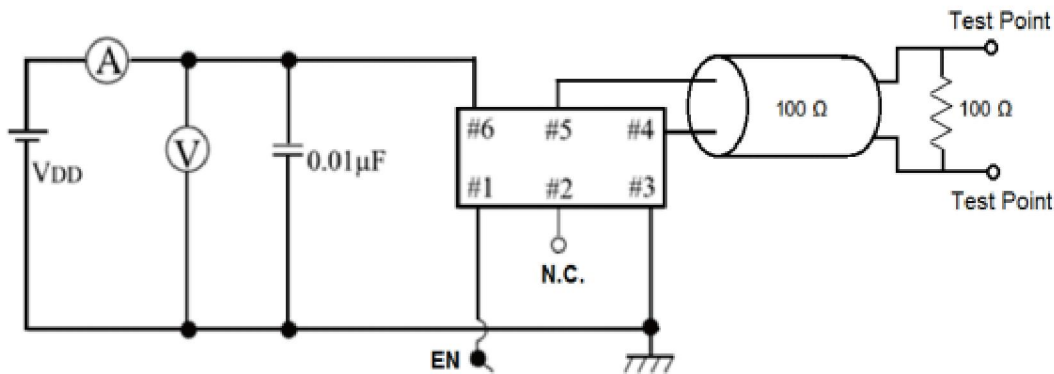 Test Point
A
#6 #5 #4
100 Ω
100 Ω
V
0.01μF
VDD
#1 #2 #3
Test Point
N.C.
EN